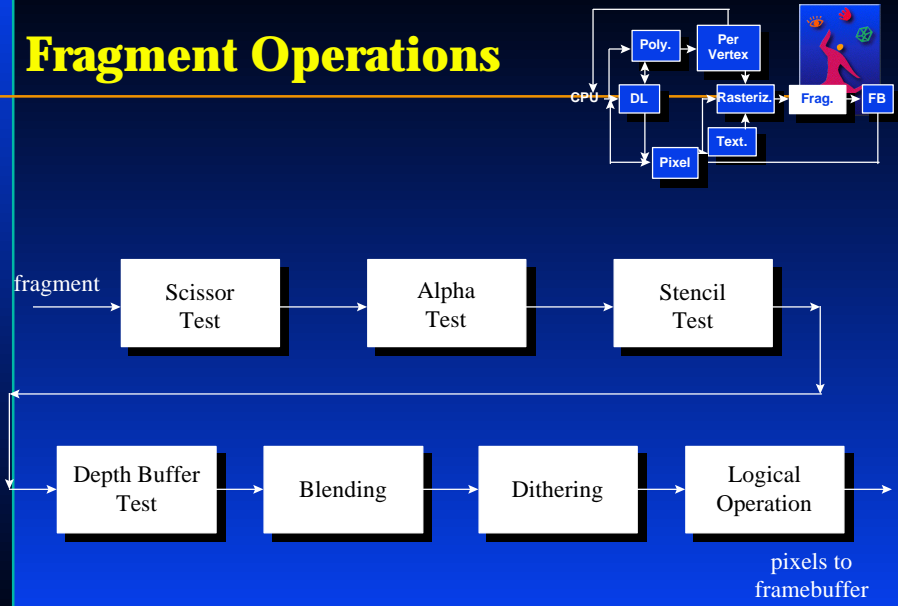 Fragment Operations
Poly.
Per
Vertex
CPU
DL
Rasteriz.
Frag.
FB
Text.
Pixel
fragment
Scissor
Test
Alpha
Test
Stencil
Test
Depth Buffer
Test
Blending
Dithering
Logical
Operation
pixels to
framebuffer